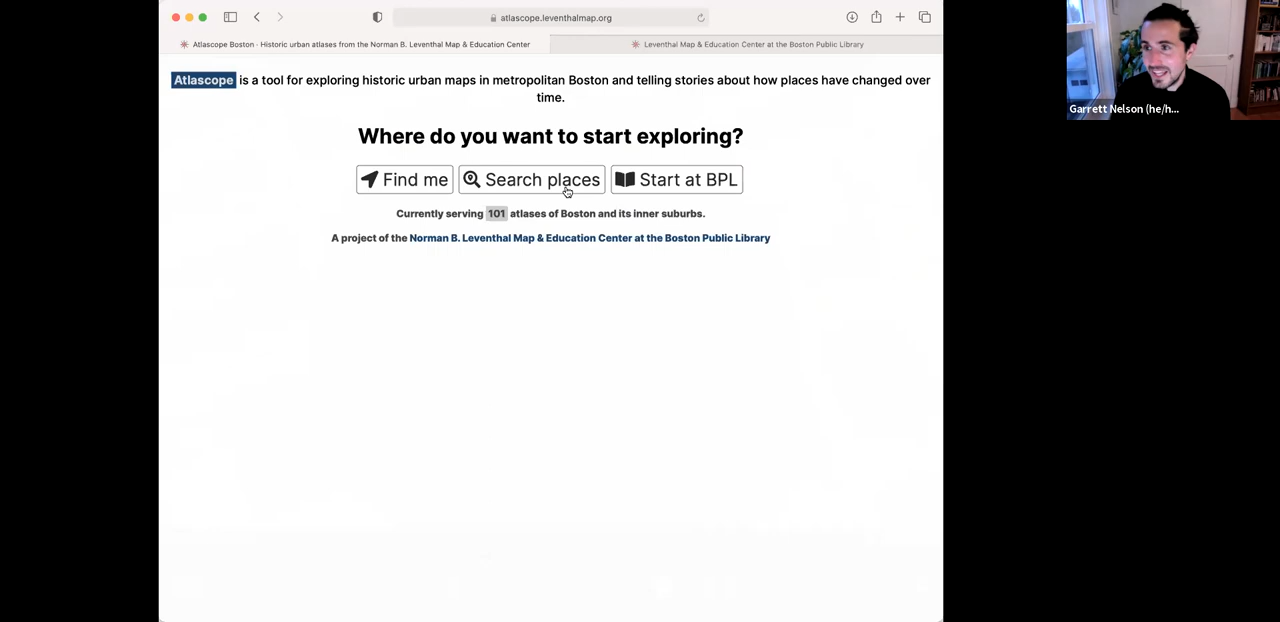 atlascope.leventhalmap.org
Atlascope Boston · Historic urban atlases from the Norman B. Leventhal Map & Education Center
Leventhal Map & Education Center at the Boston Public Library
Atlascope is a tool for exploring historic urban maps in metropolitan Boston and telling stories about how places have changed over
time.
Where do you want to start exploring?
Find me Search places Start at BPL
Currently serving 101 atlases of Boston and its inner suburbs.
A project of the Norman B. Leventhal Map & Education Center at the Boston Public Library
Garrett Nelson (he/h...